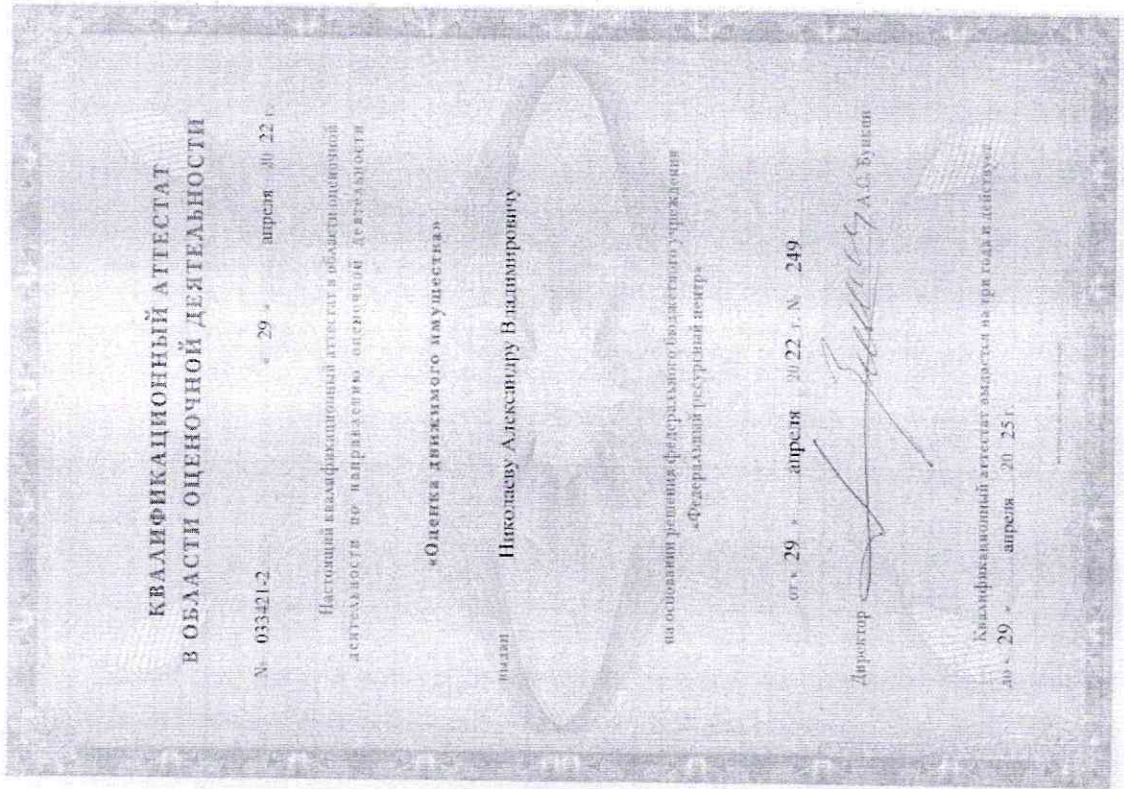 КВАЛИФИКАЦИОННЫЙ АТТЕСТАТ
В ОБЛАСТИ ОЦЕНОЧНОЙ ДЕЯТЕЛЬНОСТИ
№ 033421-2 « 29 » апреля 20 22 г.
Настоящий квалификационный аттестат в области оценочной
деятельности по направлению оценочной деятельности
«Оценка движимого имущества»
выдан Николаеву Александру Владимировичу
на основании решения федерального бюджетного учреждения
«Федеральный ресурсный центр»
от « 29 » апреля 20 22 г. № 249
Директор А.С. Бункин
Квалификационный аттестат выдается на три года и действует
до « 29 » апреля 20 25 г.